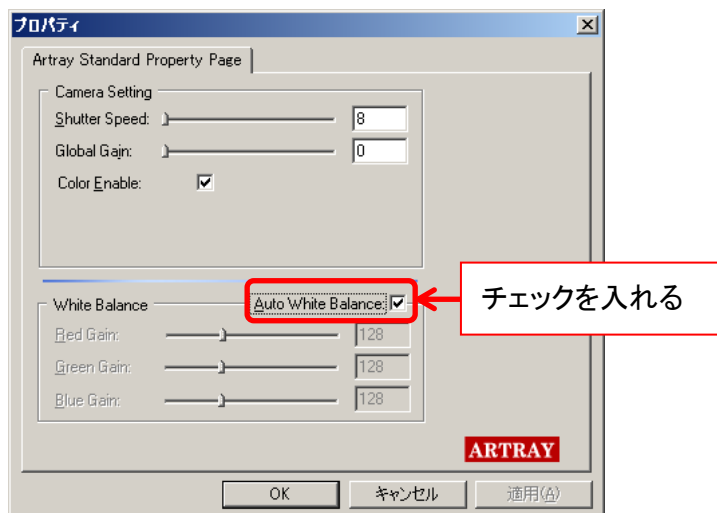 プロパティ
Artray Standard Property Page
Camera Setting
Shutter Speed: 8
Global Gain: 0
Color Enable:
White Balance Auto White Balance:
チェックを入れる
Red Gain: 128
Green Gain: 128
Blue Gain: 128
ARTRAY
OK キャンセル 適用(A)